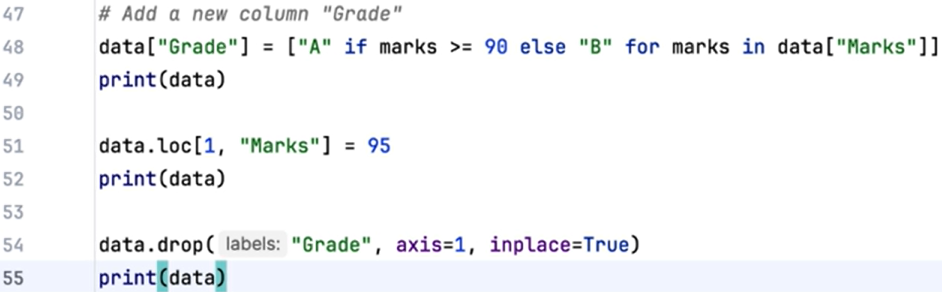 47 # Add a new column "Grade"
48 data["Grade"] = ["A" if marks >= 90 else "B" for marks in data["Marks"]]
49 print(data)
50
51 data.loc[1, "Marks"] = 95
52 print(data)
53
54 data.drop( labels: "Grade", axis=1, inplace=True)
55 print(data)